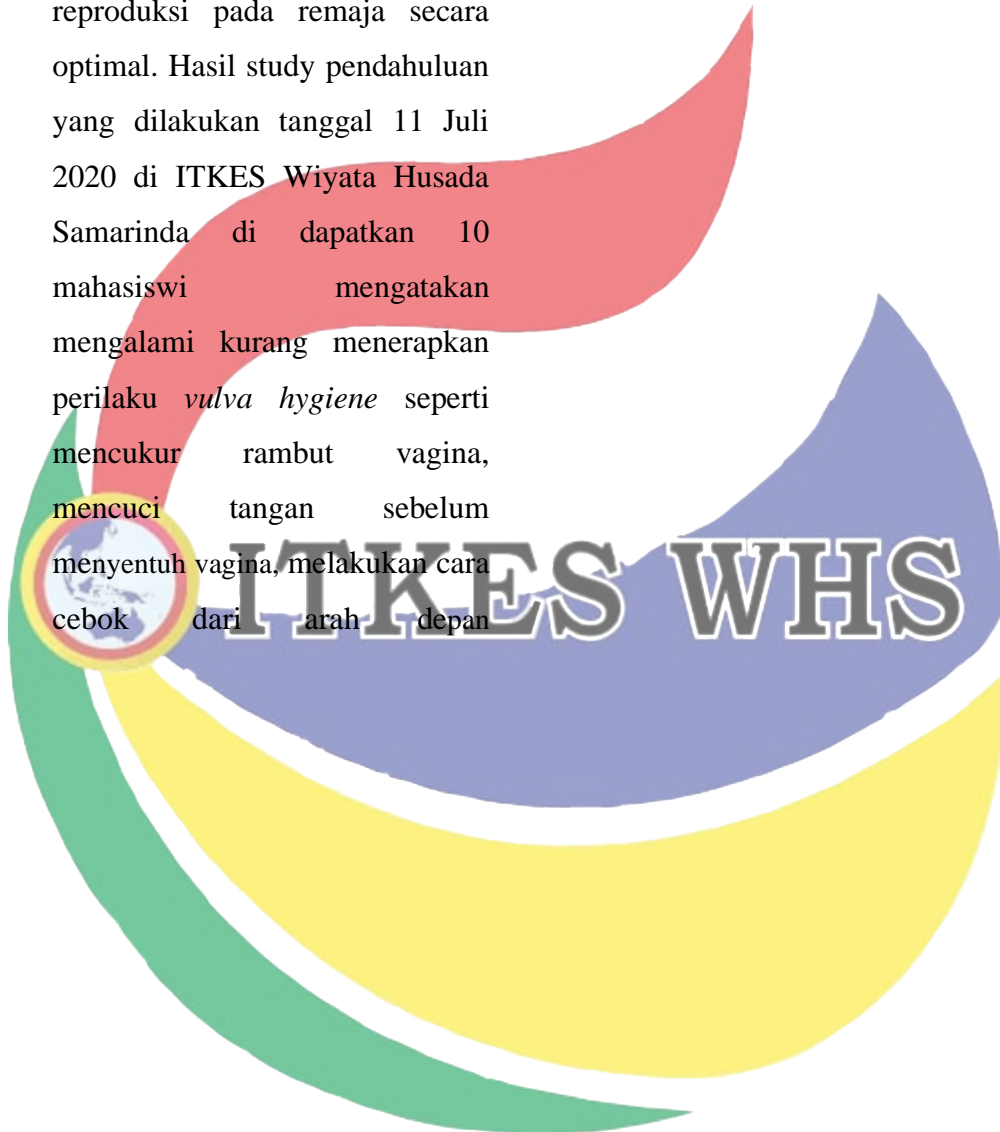 reproduksi pada remaja secara
optimal. Hasil study pendahuluan
yang dilakukan tanggal 11 Juli
2020 di ITKES Wiyata Husada
Samarinda di dapatkan 10
mahasiswi mengatakan
mengalami kurang menerapkan
perilaku vulva hygiene seperti
mencukur rambut vagina,
mencuci tangan sebelum
menyentuh vagina, melakukan cara
cebok dari arah depan
ITKES WHS